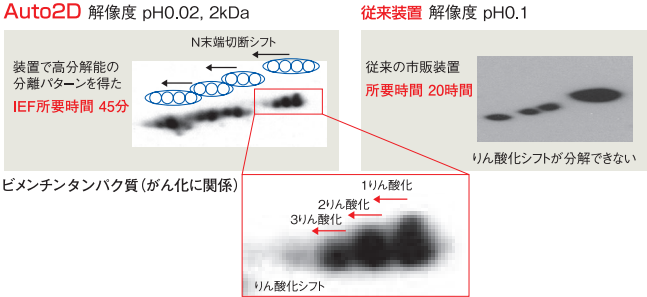 Auto2D 解像度 pH0.02, 2kDa
N末端切断シフト
装置で高分解能の
分離パターンを得た
IEF所要時間 45分
従来装置 解像度 pH0.1
従来の市販装置
所要時間 20時間
りん酸化シフトが分解できない
ビメンチンタンパク質（がん化に関係）
1りん酸化
2りん酸化
3りん酸化
りん酸化シフト